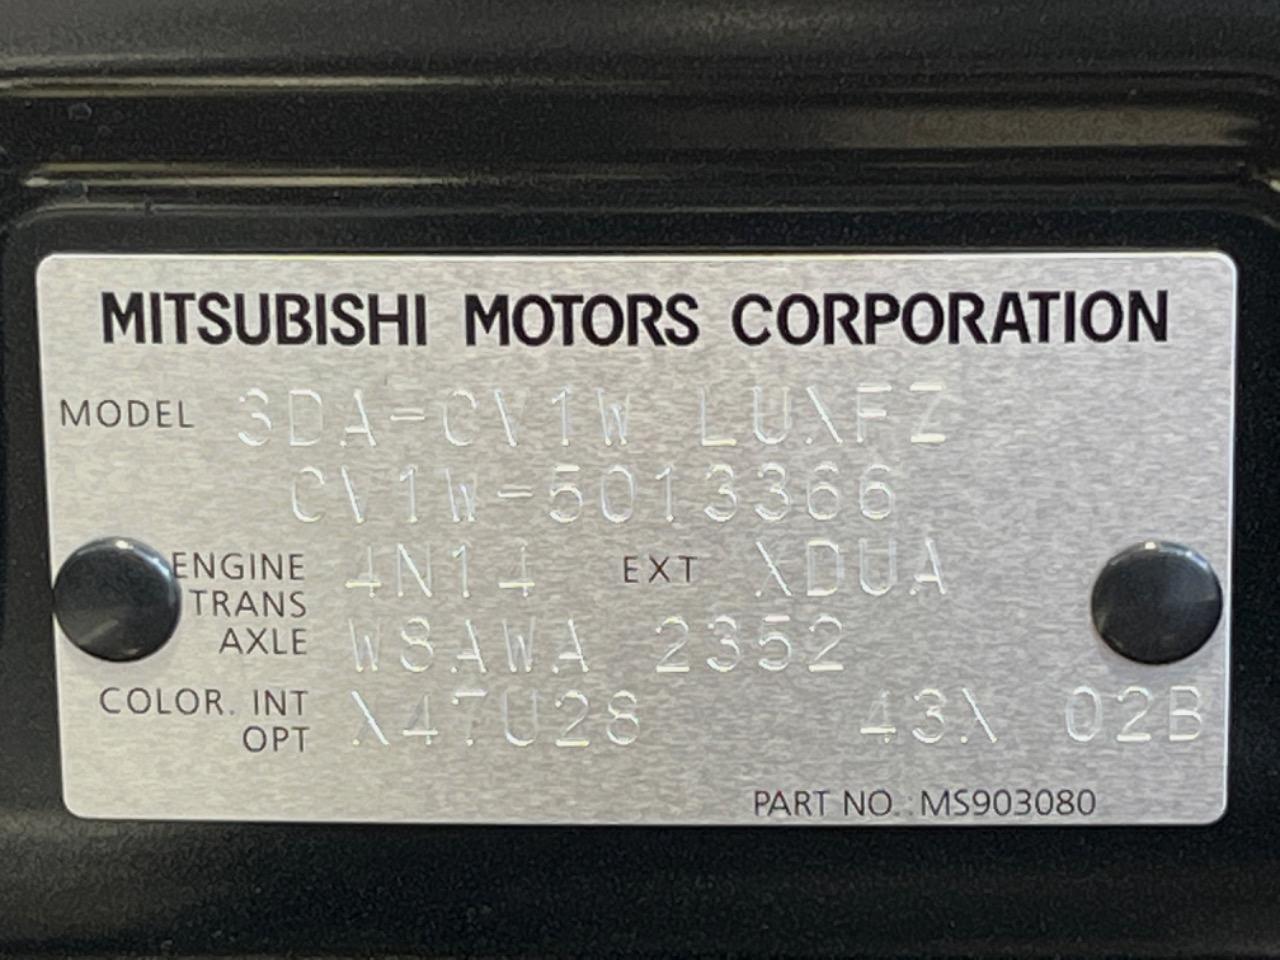 MITSUBISHI MOTORS CORPORATION
MODEL 3DA-CV1W LUXFZ
CV1W-5013366
ENGINE 4N14 EXT XDUA
TRANS
AXLE W8AWA 2352
COLOR. INT X47U28 43X 02B
OPT
PART NO.: MS903080